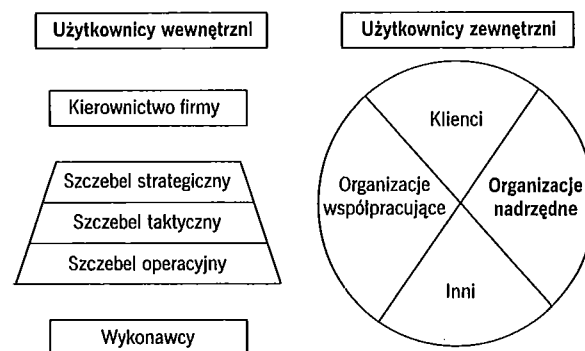 Użytkownicy wewnętrzni
Kierownictwo firmy
Szczebel strategiczny
Szczebel taktyczny
Szczebel operacyjny
Wykonawcy
Użytkownicy zewnętrzni
Klienci
Organizacje
współpracujące
Organizacje
nadrzędne
Inni